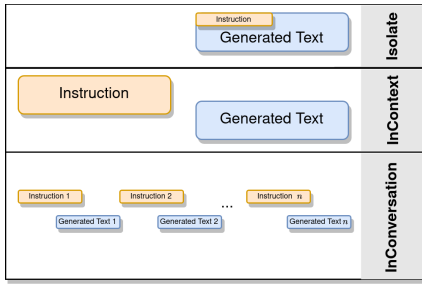 Instruction
Generated Text
Isolate
Instruction
Generated Text
InContext
Instruction 1
Instruction 2
...
Instruction n
Generated Text 1
Generated Text 2
Generated Text n
InConversation